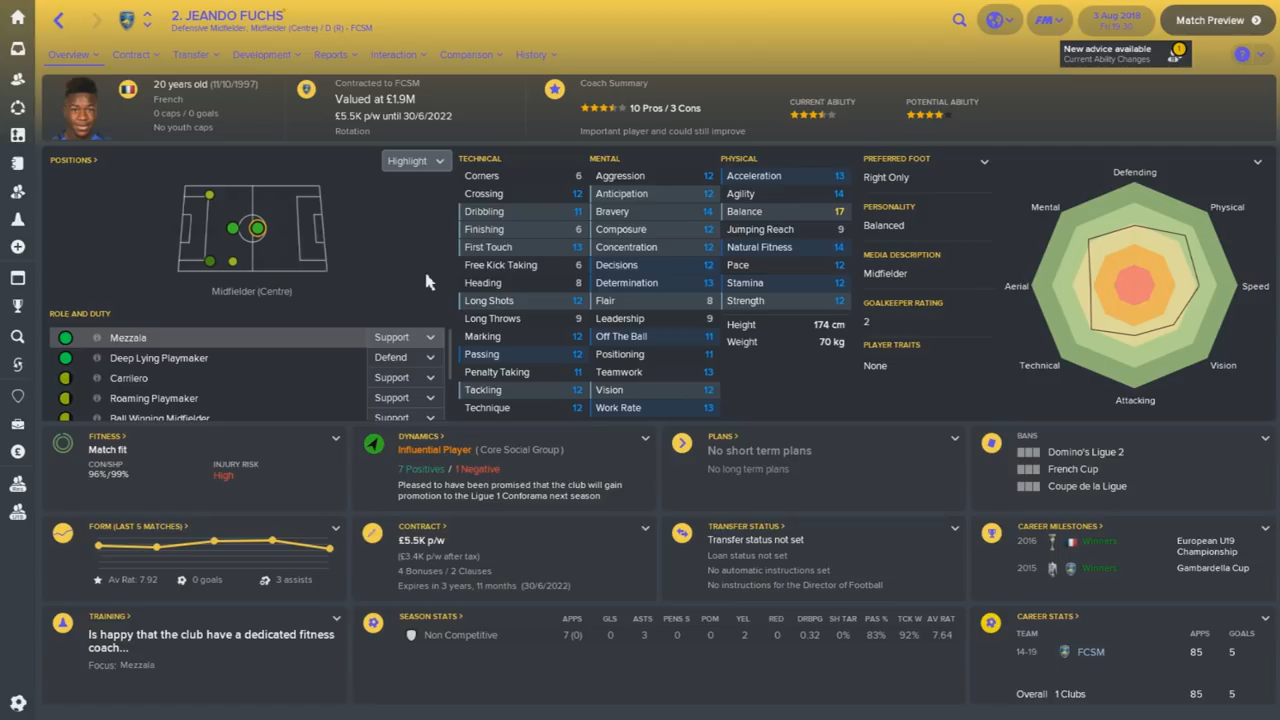 2. JEANDO FUCHS
Defensive Midfielder, Midfielder (Centre) / D (R) - FCSM
FM
3 Aug 2018
Fri 19:30
Match Preview
Overview
Contract
Transfer
Development
Reports
Interaction
Comparison
History
New advice available
Current Ability Changes
1
?
20 years old (11/10/1997)
French
0 caps / 0 goals
No youth caps
Contracted to FCSM
Valued at £1.9M
£5.5K p/w until 30/6/2022
Rotation
Coach Summary
10 Pros / 3 Cons
Important player and could still improve
CURRENT ABILITY
POTENTIAL ABILITY
POSITIONS >
Highlight
Midfielder (Centre)
ROLE AND DUTY
Mezzala Support
Deep Lying Playmaker Defend
Carrilero Support
Roaming Playmaker Support
Ball Winning Midfielder Support
TECHNICAL
Corners 6
Crossing 12
Dribbling 11
Finishing 6
First Touch 13
Free Kick Taking 6
Heading 8
Long Shots 12
Long Throws 9
Marking 12
Passing 12
Penalty Taking 11
Tackling 12
Technique 12
MENTAL
Aggression 12
Anticipation 12
Bravery 14
Composure 12
Concentration 12
Decisions 12
Determination 13
Flair 8
Leadership 9
Off The Ball 11
Positioning 11
Teamwork 13
Vision 12
Work Rate 13
PHYSICAL
Acceleration 13
Agility 14
Balance 17
Jumping Reach 9
Natural Fitness 14
Pace 12
Stamina 12
Strength 12
Height 174 cm
Weight 70 kg
PREFERRED FOOT
Right Only
PERSONALITY
Balanced
MEDIA DESCRIPTION
Midfielder
GOALKEEPER RATING
2
PLAYER TRAITS
None
Defending
Physical
Speed
Vision
Attacking
Technical
Aerial
Mental
FITNESS >
Match fit
CON/SHP
96%/99%
INJURY RISK
High
DYNAMICS >
Influential Player ( Core Social Group )
7 Positives / 1 Negative
Pleased to have been promised that the club will gain
promotion to the Ligue 1 Conforama next season
PLANS >
No short term plans
No long term plans
BANS
Domino's Ligue 2
French Cup
Coupe de la Ligue
FORM (LAST 5 MATCHES) >
Av Rat: 7.92
0 goals
3 assists
CONTRACT >
£5.5K p/w
(£3.4K p/w after tax)
4 Bonuses / 2 Clauses
Expires in 3 years, 11 months (30/6/2022)
TRANSFER STATUS >
Transfer status not set
Loan status not set
No automatic instructions set
No instructions for the Director of Football
CAREER MILESTONES >
2016 Winners European U19
Championship
2015 Winners Gambardella Cup
TRAINING >
Is happy that the club have a dedicated fitness
coach...
Focus: Mezzala
SEASON STATS >
APPS GLS ASTS PENS S POM YEL RED DRBPG SH TAR PAS % TCK W AV RAT
Non Competitive 7 (0) 0 3 0 0 2 0 0.32 0% 83% 92% 7.64
CAREER STATS >
TEAM APPS GOALS
14-19 FCSM 85 5
Overall 1 Clubs 85 5